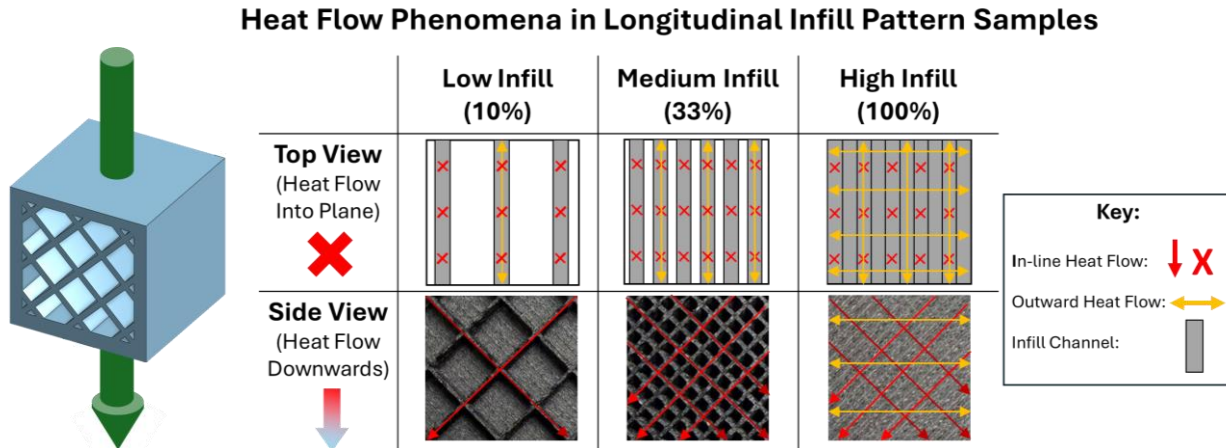 Heat Flow Phenomena in Longitudinal Infill Pattern Samples
Low Infill
(10%)
Medium Infill
(33%)
High Infill
(100%)
Top View
(Heat Flow
Into Plane)
Side View
(Heat Flow
Downwards)
Key:
In-line Heat Flow:
X
Outward Heat Flow:
Infill Channel: